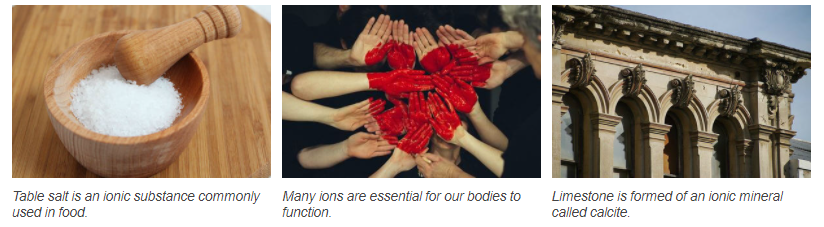 Table salt is an ionic substance commonly
used in food.
Many ions are essential for our bodies to
function.
Limestone is formed of an ionic mineral
called calcite.